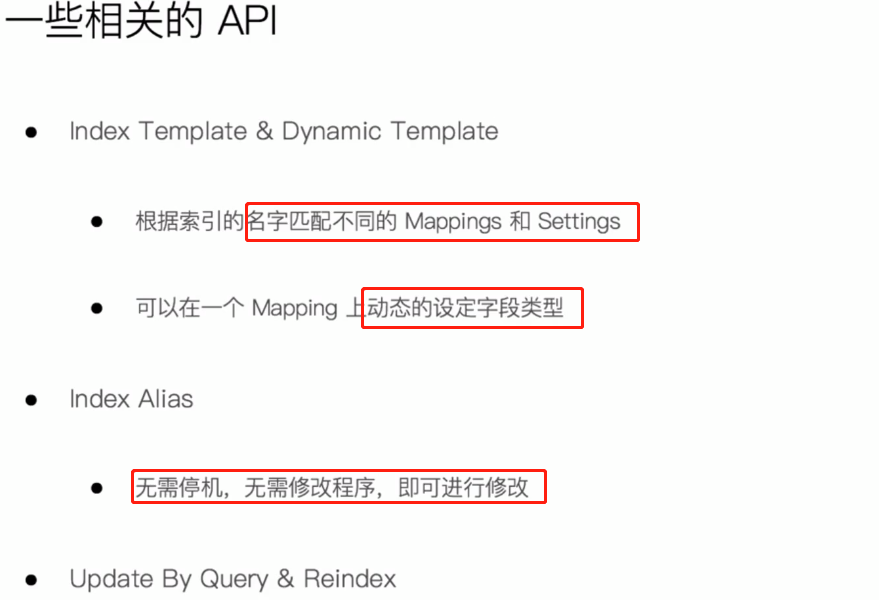 一些相关的 API
Index Template & Dynamic Template
根据索引的名字匹配不同的 Mappings 和 Settings
可以在一个 Mapping 上动态的设定字段类型
Index Alias
无需停机，无需修改程序，即可进行修改
Update By Query & Reindex